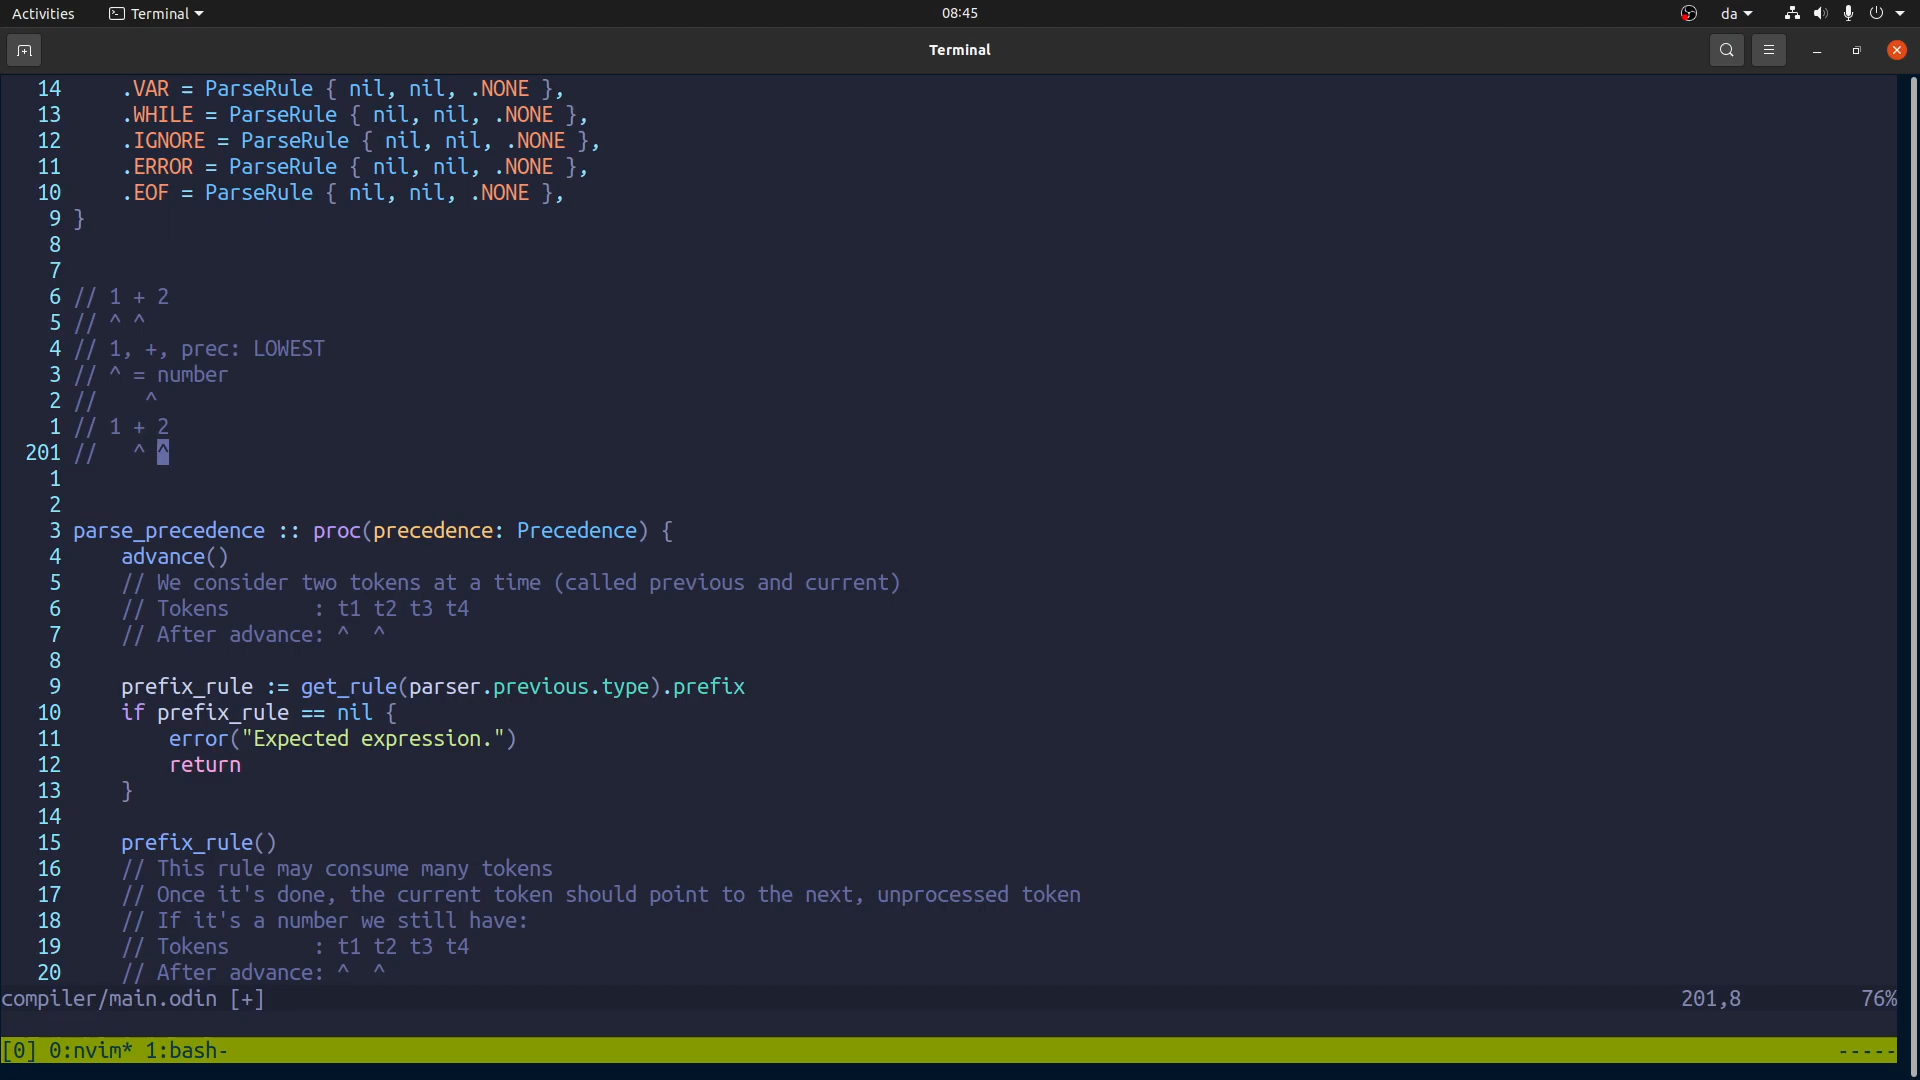 Activities Terminal 08:45 da
Terminal
14     .VAR = ParseRule { nil, nil, .NONE },
13     .WHILE = ParseRule { nil, nil, .NONE },
12     .IGNORE = ParseRule { nil, nil, .NONE },
11     .ERROR = ParseRule { nil, nil, .NONE },
10     .EOF = ParseRule { nil, nil, .NONE },
9 }
8
7
6 // 1 + 2
5 // ^ ^
4 // 1, +, prec: LOWEST
3 // ^ = number
2 //    ^
1 // 1 + 2
201 //   ^ ^
1
2
3 parse_precedence :: proc(precedence: Precedence) {
4     advance()
5     // We consider two tokens at a time (called previous and current)
6     // Tokens       : t1 t2 t3 t4
7     // After advance: ^  ^
8
9     prefix_rule := get_rule(parser.previous.type).prefix
10     if prefix_rule == nil {
11         error("Expected expression.")
12         return
13     }
14
15     prefix_rule()
16     // This rule may consume many tokens
17     // Once it's done, the current token should point to the next, unprocessed token
18     // If it's a number we still have:
19     // Tokens       : t1 t2 t3 t4
20     // After advance: ^  ^
compiler/main.odin [+] 201,8 76%
[0] 0:nvim* 1:bash- -----